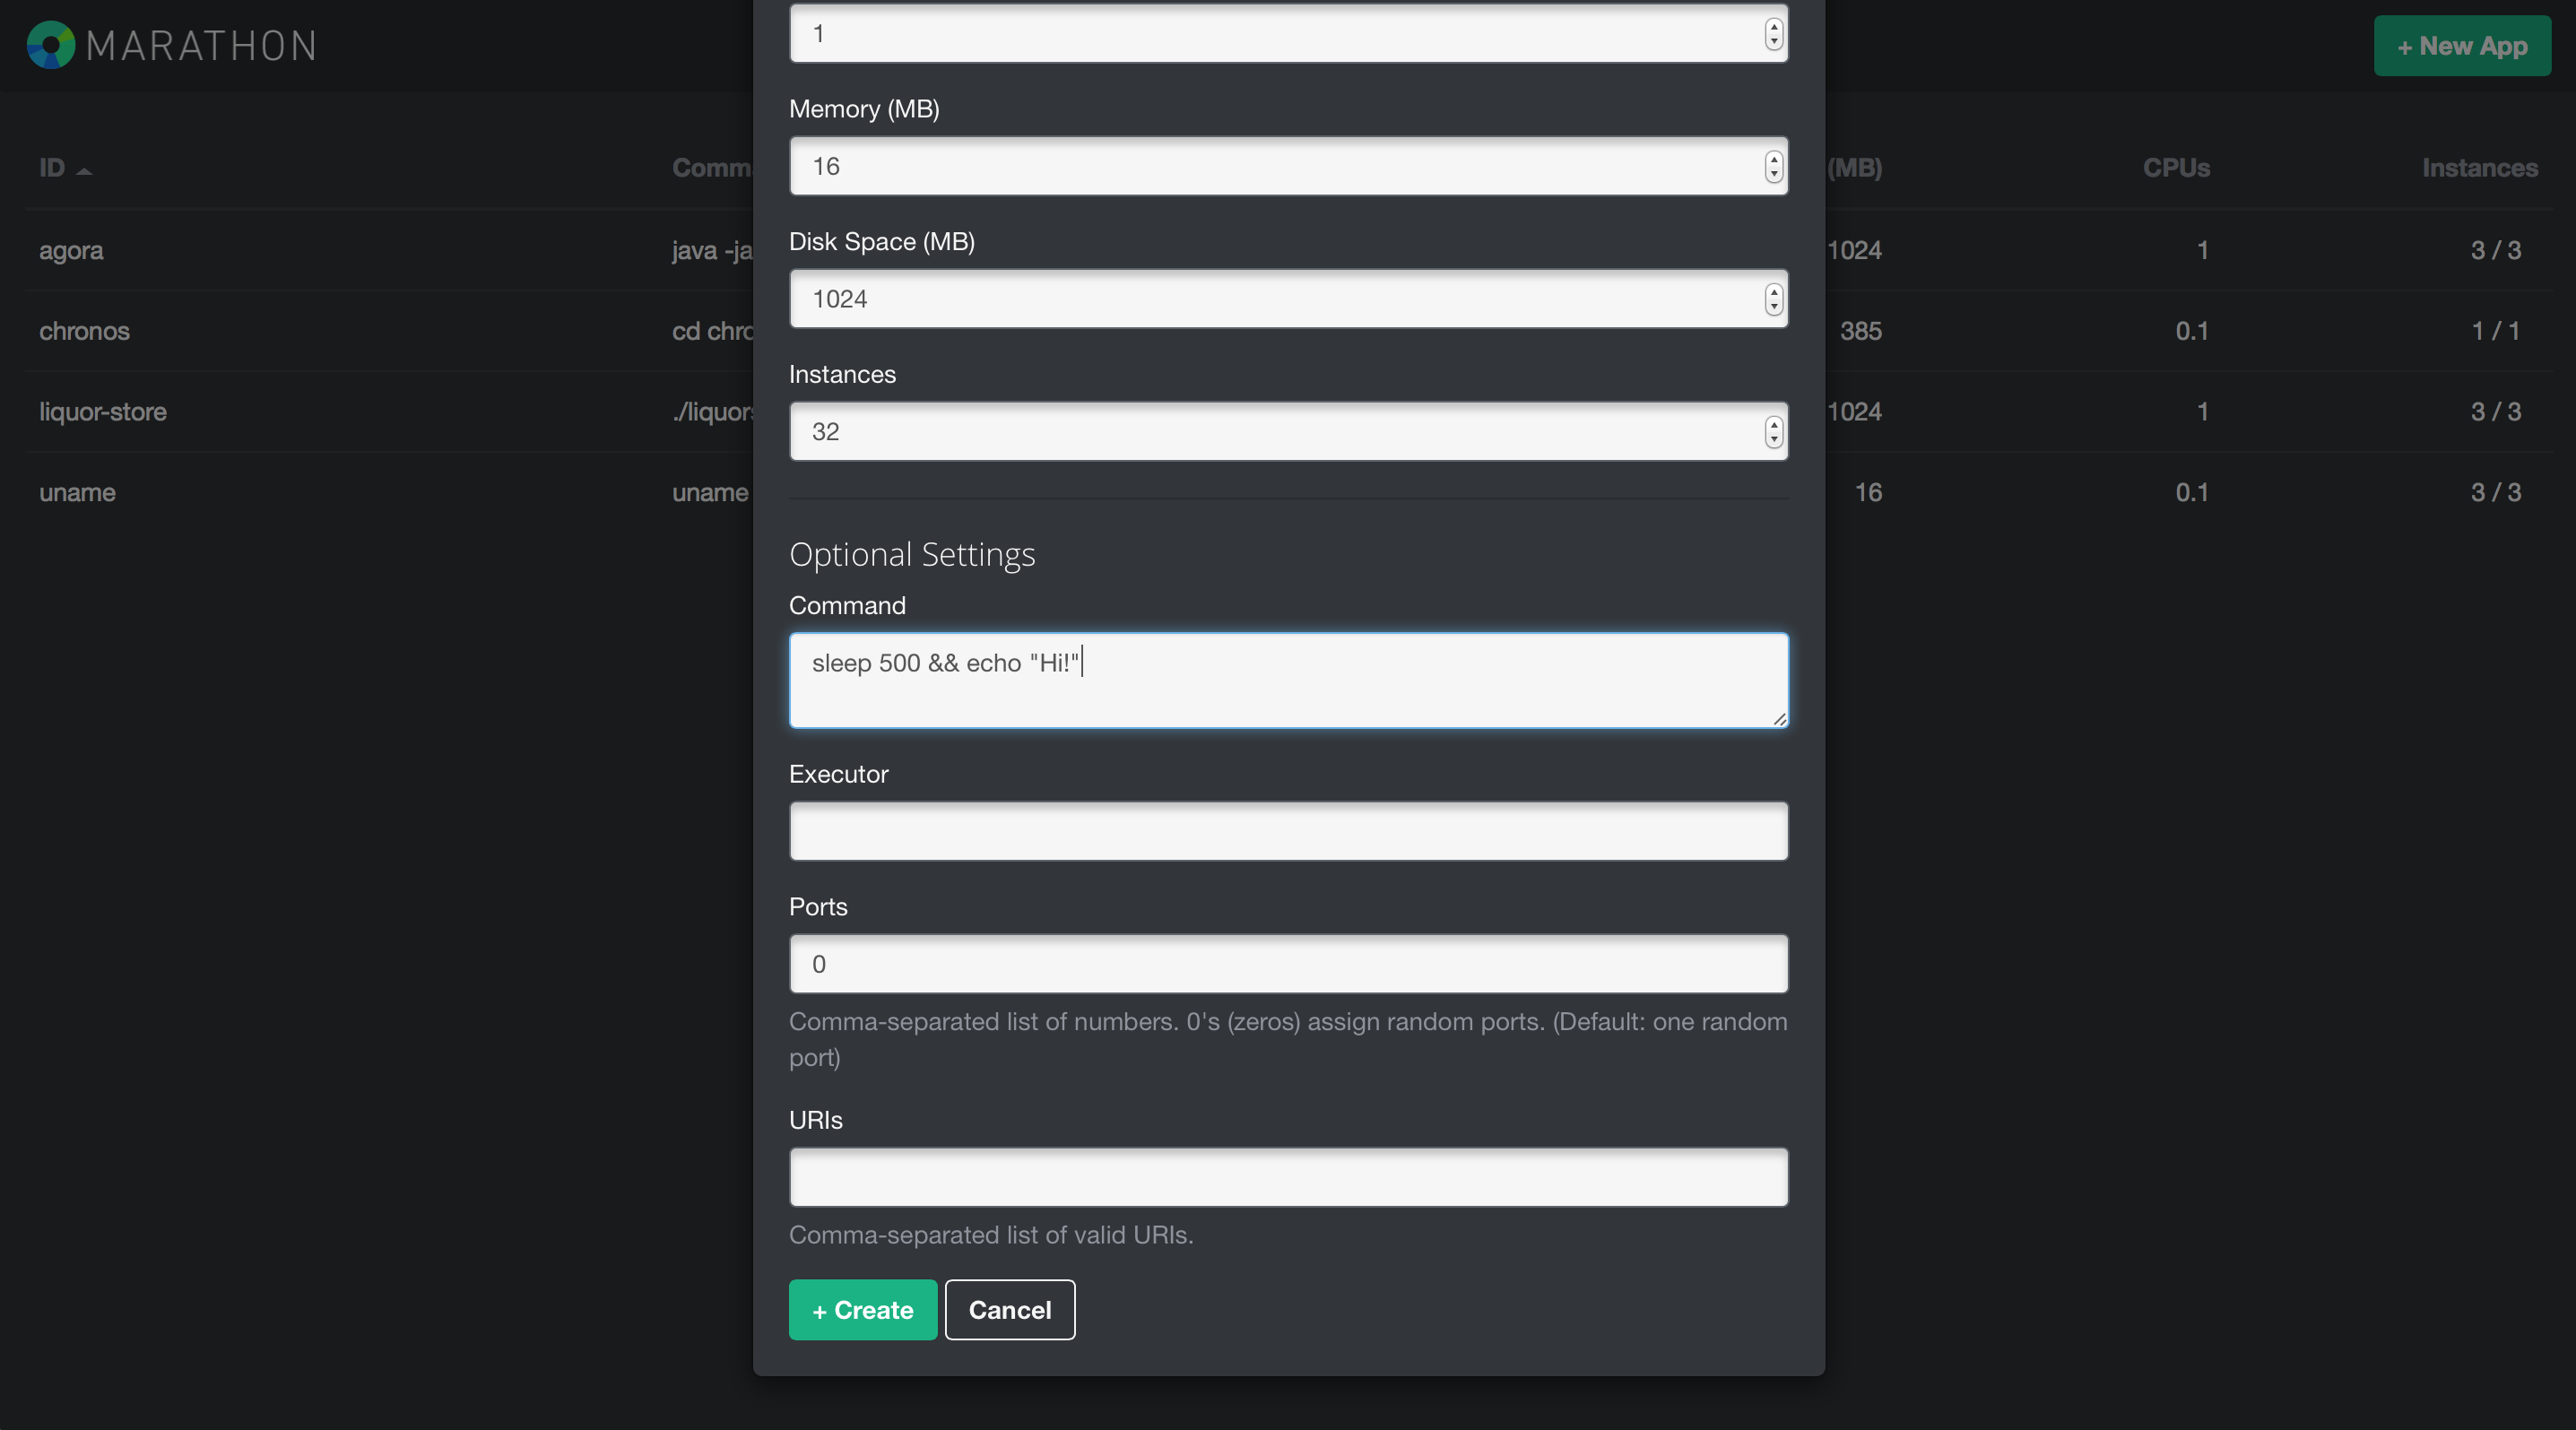 MARATHON
+ New App
ID
Comma
(MB)
CPUs
Instances
agora
java -ja
1024
1
3 / 3
chronos
cd chro
385
0.1
1 / 1
liquor-store
./liquors
1024
1
3 / 3
uname
uname
16
0.1
3 / 3
1
Memory (MB)
16
Disk Space (MB)
1024
Instances
32
Optional Settings
Command
sleep 500 && echo "Hi!"
Executor
Ports
0
Comma-separated list of numbers. 0's (zeros) assign random ports. (Default: one random
port)
URIs
Comma-separated list of valid URIs.
+ Create
Cancel